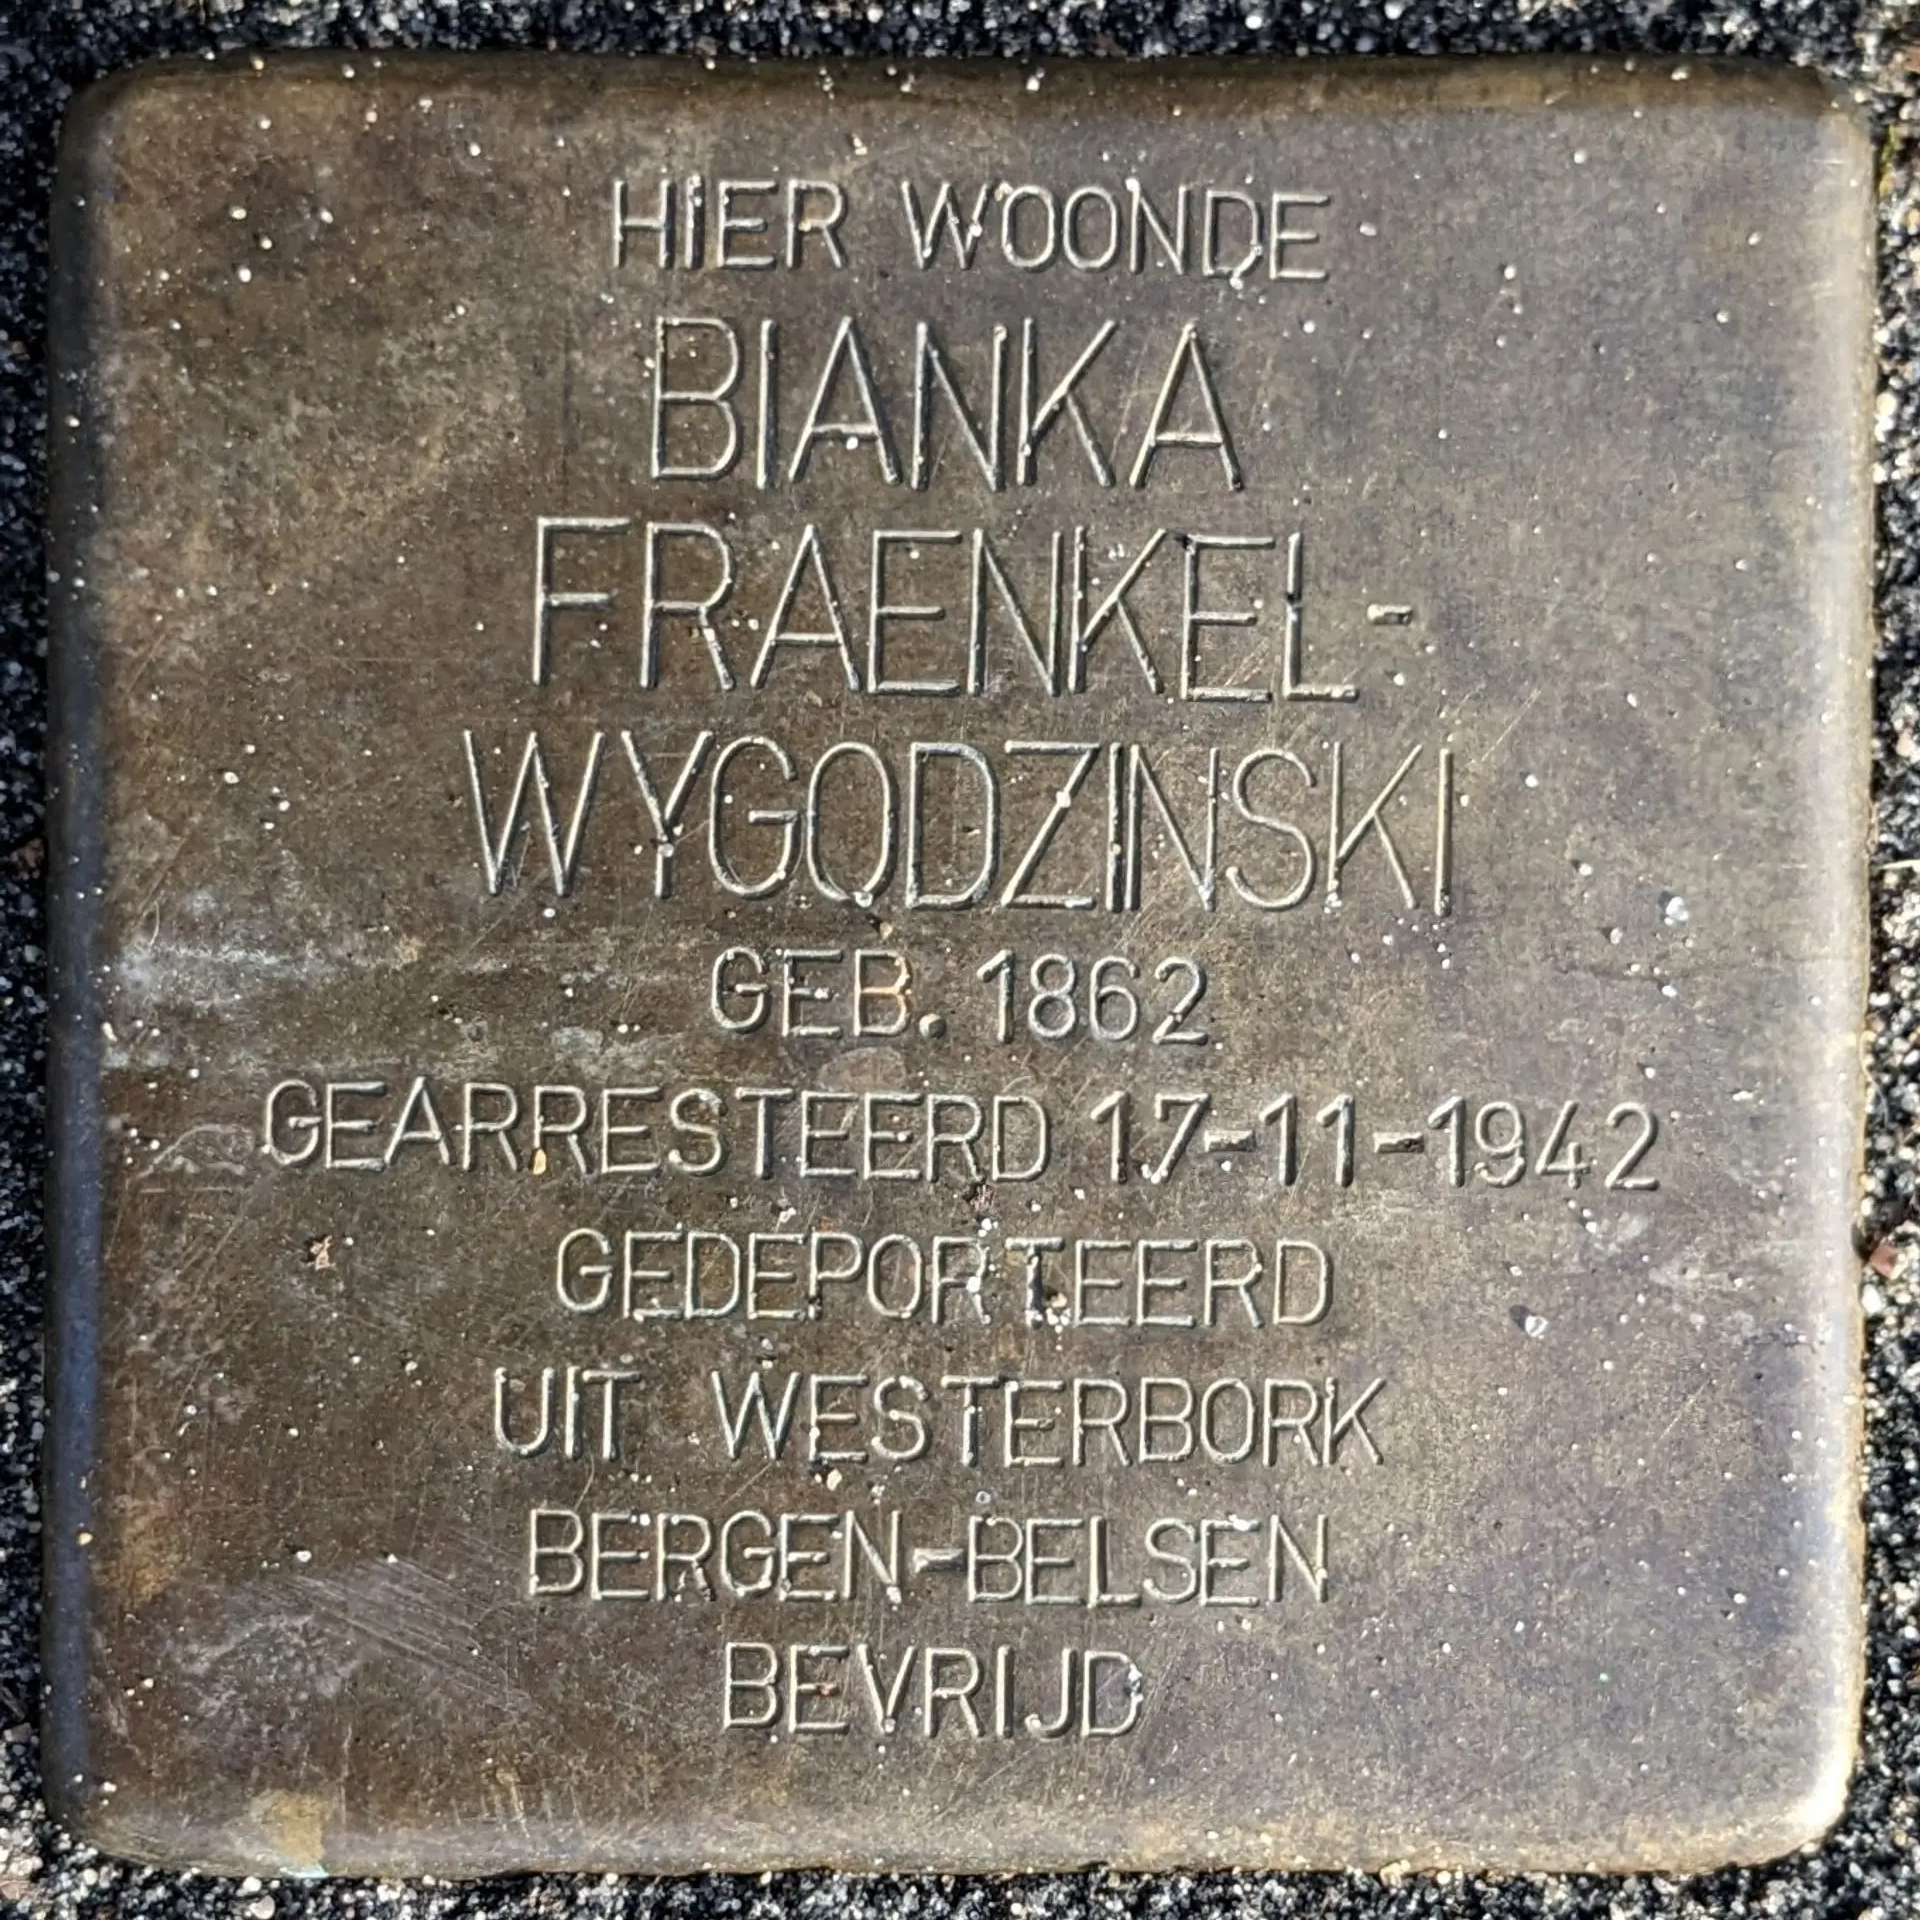 HIER WOONDE
BIANKA
FRAENKEL-
WYGODZINSKI
GEB. 1862
GEARRESTEERD 17-11-1942
GEDEPORTEERD
UIT WESTERBORK
BERGEN-BELSEN
BEVRIJD